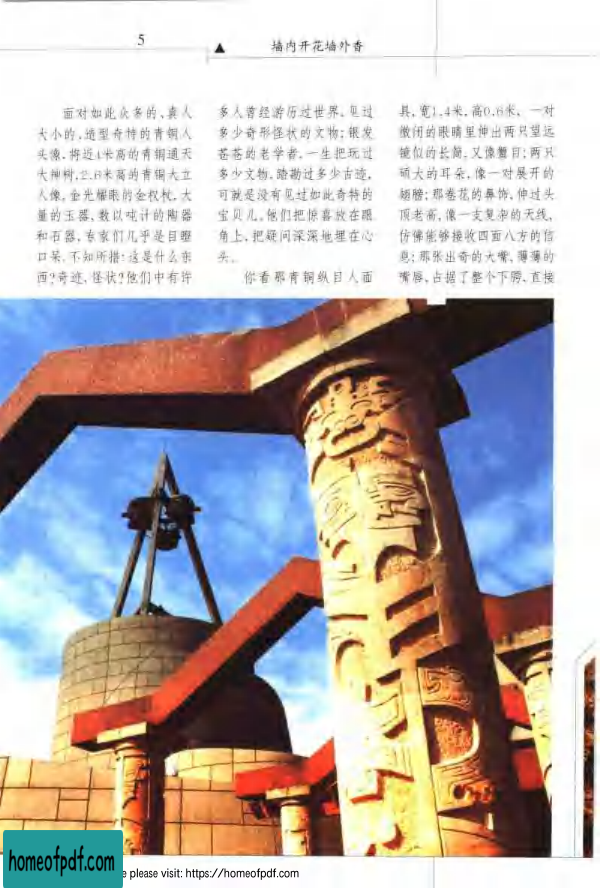 5
墙内开花墙外香
面对如此众多的、真人
大小的、造型奇特的青铜人
头像，将近4米高的青铜通天
大神树，2.6米高的青铜大立
人像，金光耀眼的金权杖，大
量的玉器，数以吨计的陶器
和石器，专家们几乎是目瞪
口呆、不知所措：这是什么东
西？奇迹，怪状？他们中有许
多人曾经游历过世界，见过
多少奇形怪状的文物；银发
苍苍的老学者，一生把玩过
多少文物，踏勘过多少古迹，
可就是没有见过如此奇特的
宝贝儿。他们把惊喜放在眼
角上，把疑问深深地埋在心
头。
你看那青铜纵目人面
具，宽1.4米，高0.6米，一对
微闭的眼睛里伸出两只望远
镜似的长筒，又像蟹目；两只
硕大的耳朵，像一对展开的
翅膀；那卷花的鼻饰，伸过头
顶老高，像一支复杂的天线，
仿佛能够接收四面八方的信
息；那张出奇的大嘴，薄薄的
嘴唇，占据了整个下腭，直接
homeofpdf.com
please visit: https://homeofpdf.com